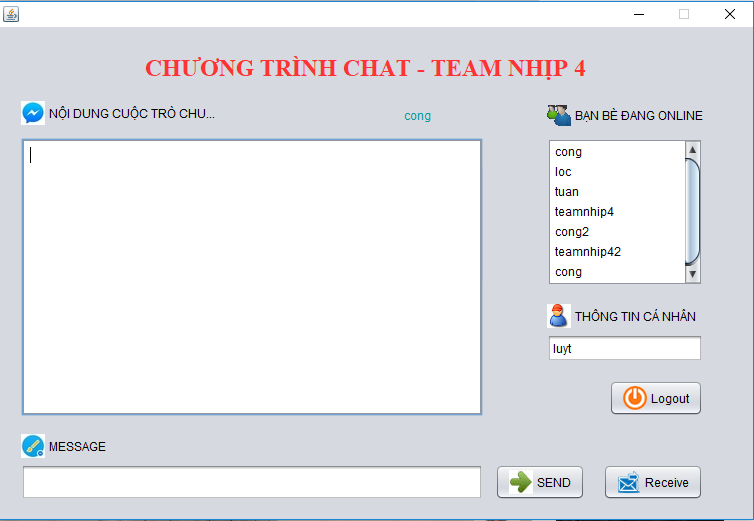 CHƯƠNG TRÌNH CHAT - TEAM NHỊP 4
NỘI DUNG CUỘC TRÒ CHU...
cong
BẠN BÈ ĐANG ONLINE
cong
loc
tuan
teamnhip4
cong2
teamnhip42
cong
THÔNG TIN CÁ NHÂN
luyt
Logout
MESSAGE
SEND
Receive